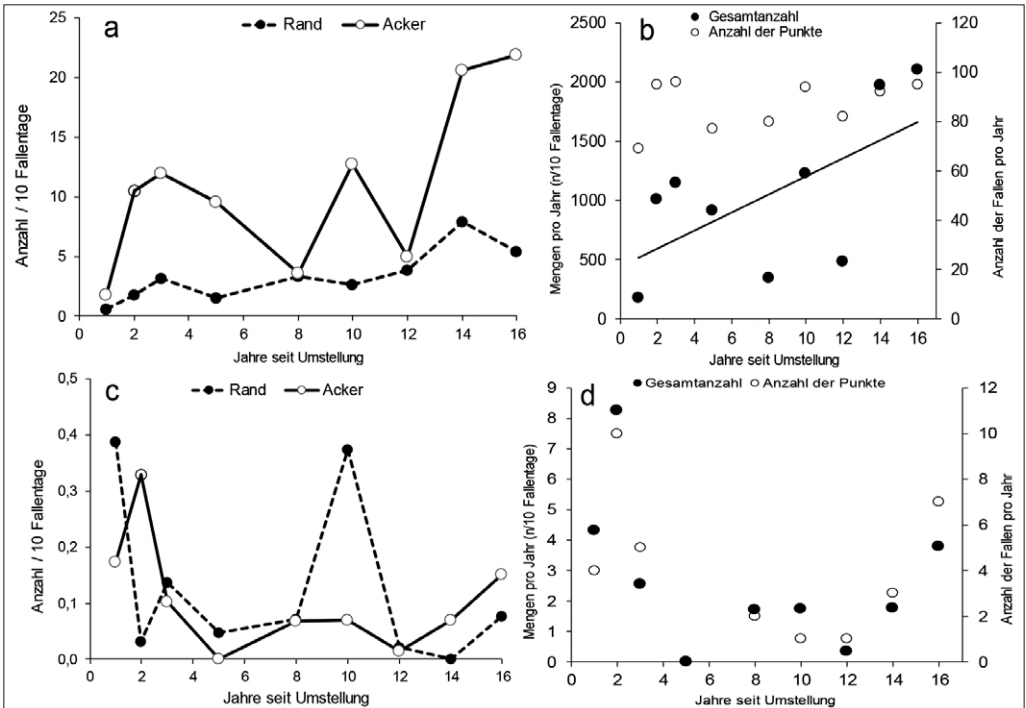 a
Rand
Acker
Anzahl / 10 Fallentage
25
20
15
10
5
0
0 2 4 6 8 10 12 14 16
Jahre seit Umstellung
b
Gesamtanzahl
Anzahl der Punkte
Mengen pro Jahr (n/10 Fallentage)
2500
2000
1500
1000
500
0
120
100
80
60
40
20
0
Anzahl der Fallen pro Jahr
0 2 4 6 8 10 12 14 16
Jahre seit Umstellung
c
Rand
Acker
Anzahl / 10 Fallentage
0,5
0,4
0,3
0,2
0,1
0,0
0 2 4 6 8 10 12 14 16
Jahre seit Umstellung
d
Gesamtanzahl
Anzahl der Punkte
Mengen pro Jahr (n/10 Fallentage)
9
8
7
6
5
4
3
2
1
0
12
10
8
6
4
2
0
Anzahl der Fallen pro Jahr
0 2 4 6 8 10 12 14 16
Jahre seit Umstellung